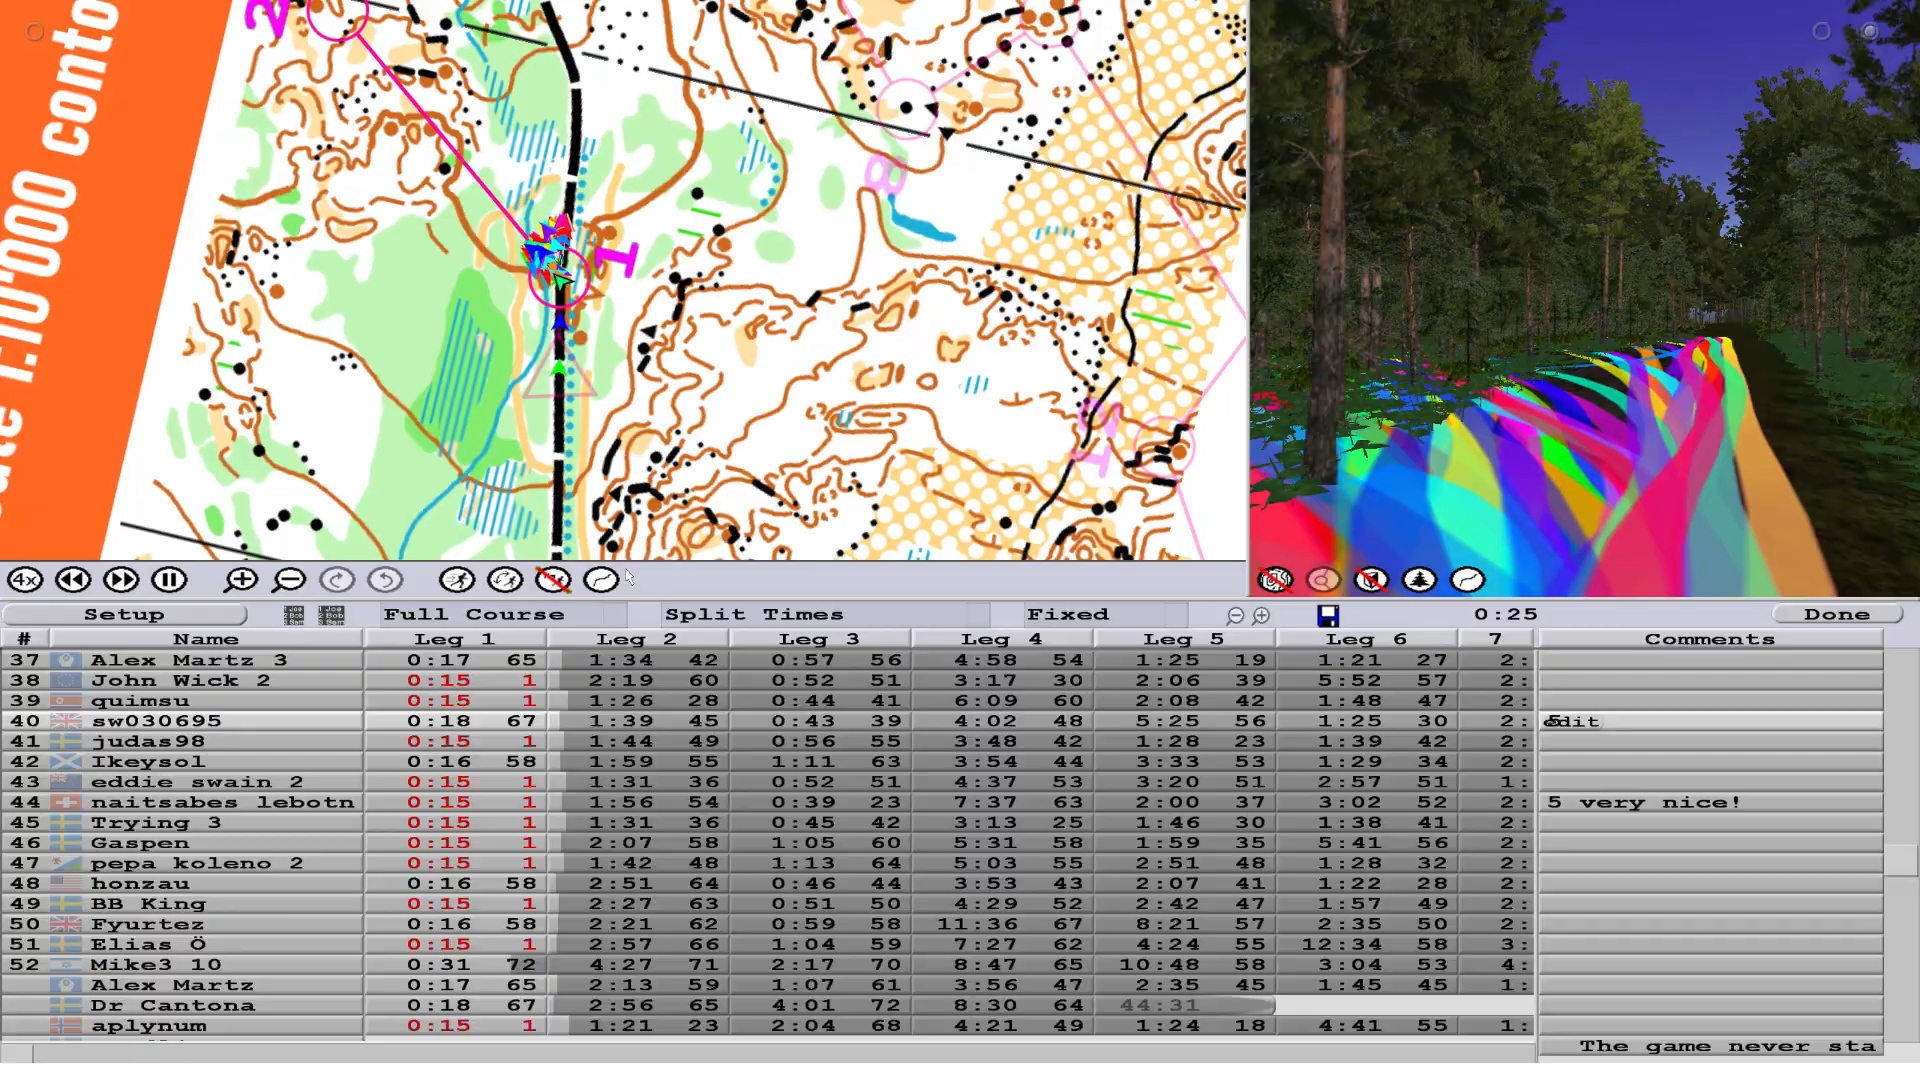 2
1:10'000 conto
8
1
4x
Setup Full Course Split Times Fixed 0:25 Done
# Name Leg 1 Leg 2 Leg 3 Leg 4 Leg 5 Leg 6 7 Comments
37 Alex Martz 3 0:17 65 1:34 42 0:57 56 4:58 54 1:25 19 1:21 27 2:
38 John Wick 2 0:15 1 2:19 60 0:52 51 3:17 30 2:06 39 5:52 57 2:
39 quimsu 0:15 1 1:26 28 0:44 41 6:09 60 2:08 42 1:48 47 2:
40 sw030695 0:18 67 1:39 45 0:43 39 4:02 48 5:25 56 1:25 30 2: edit
41 judas98 0:15 1 1:44 49 0:56 55 3:48 42 1:28 23 1:39 42 2:
42 Ikeysol 0:16 58 1:59 55 1:11 63 3:54 44 3:33 53 1:29 34 2:
43 eddie swain 2 0:15 1 1:31 36 0:52 51 4:37 53 3:20 51 2:57 51 1:
44 naitsabes lebotn 0:15 1 1:56 54 0:39 23 7:37 63 2:00 37 3:02 52 2: 5 very nice!
45 Trying 3 0:15 1 1:31 36 0:45 42 3:13 25 1:46 30 1:38 41 2:
46 Gaspen 0:15 1 2:07 58 1:05 60 5:31 58 1:59 35 5:41 56 2:
47 pepa koleno 2 0:15 1 1:42 48 1:13 64 5:03 55 2:51 48 1:28 32 2:
48 honzau 0:16 58 2:51 64 0:46 44 3:53 43 2:07 41 1:22 28 2:
49 BB King 0:15 1 2:27 63 0:51 50 4:29 52 2:42 47 1:57 49 2:
50 Fyurtez 0:16 58 2:21 62 0:59 58 11:36 67 8:21 57 2:35 50 2:
51 Elias Ö 0:15 1 2:57 66 1:04 59 7:27 62 4:24 55 12:34 58 3:
52 Mike3 10 0:31 72 4:27 71 2:17 70 8:47 65 10:48 58 3:04 53 4:
Alex Martz 0:17 65 2:13 59 1:07 61 3:56 47 2:35 45 1:45 45 1:
Dr Cantona 0:18 67 2:56 65 4:01 72 8:30 64 44:31
aplynum 0:15 1 1:21 23 2:04 68 4:21 49 1:24 18 4:41 55 1:
The game never sta